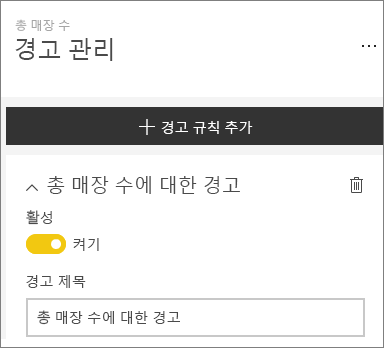 총 매장 수
경고 관리
경고 규칙 추가
총 매장 수에 대한 경고
활성
켜기
경고 제목
총 매장 수에 대한 경고